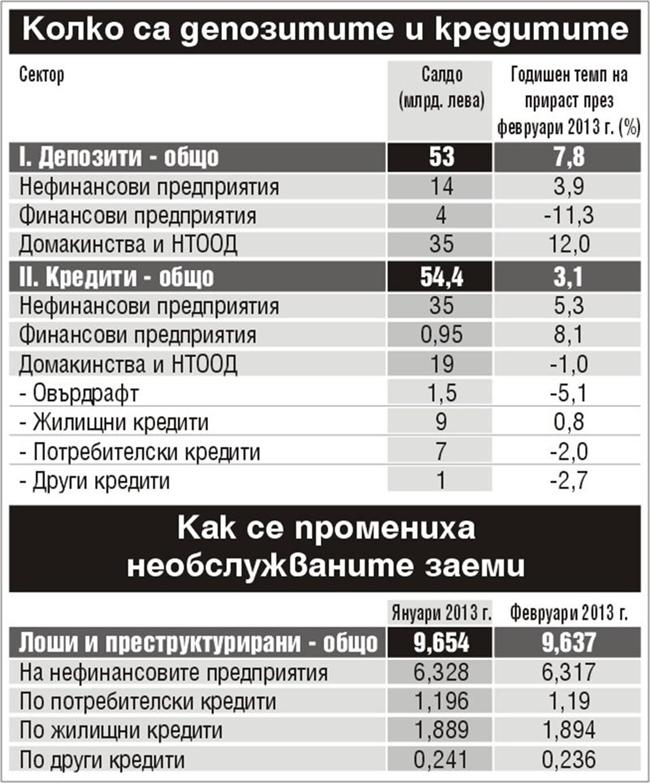 Колко са депозитите и кредитите
Сектор Салдо (млрд. лева) Годишен темп на прираст през февруари 2013 г. (%)
I. Депозити - общо 53 7,8
Нефинансови предприятия 14 3,9
Финансови предприятия 4 -11,3
Домакинства и НТООД 35 12,0
II. Кредити - общо 54,4 3,1
Нефинансови предприятия 35 5,3
Финансови предприятия 0,95 8,1
Домакинства и НТООД 19 -1,0
- Овърдрафт 1,5 -5,1
- Жилищни кредити 9 0,8
- Потребителски кредити 7 -2,0
- Други кредити 1 -2,7
Как се промениха
необслужваните заеми
Януари 2013 г. Февруари 2013 г.
Лоши и преструктурирани - общо 9,654 9,637
На нефинансовите предприятия 6,328 6,317
По потребителски кредити 1,196 1,19
По жилищни кредити 1,889 1,894
По други кредити 0,241 0,236